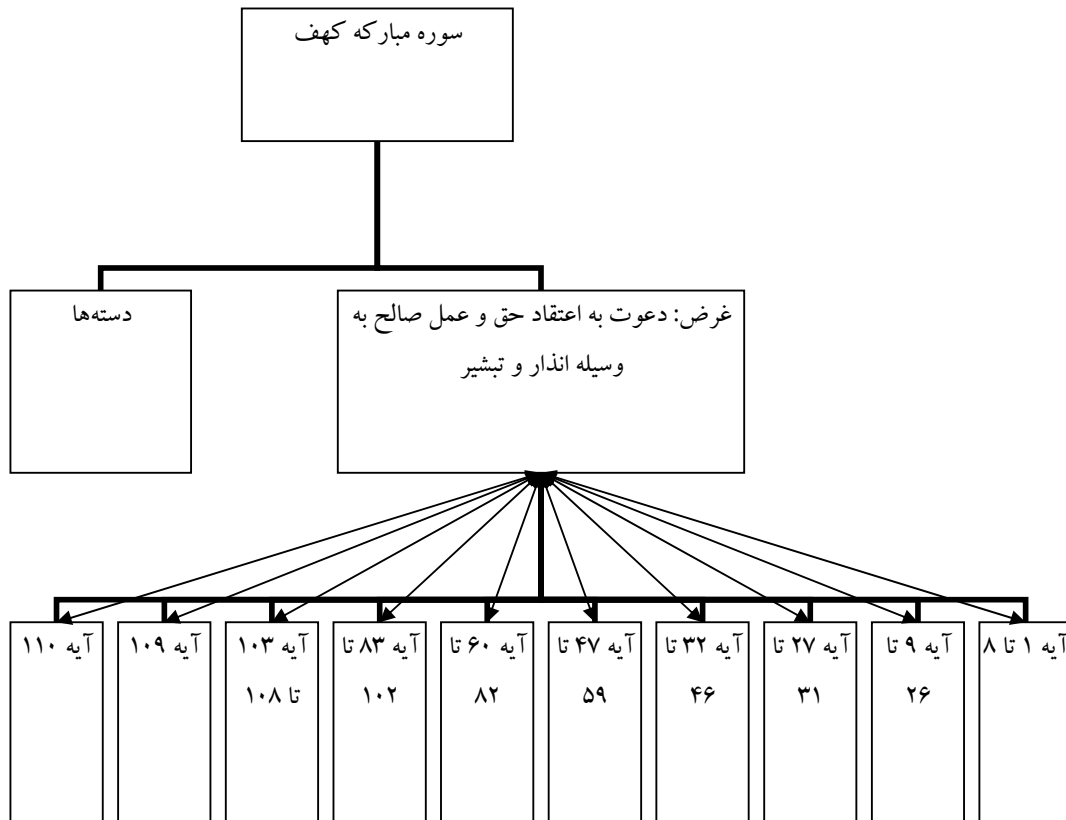 سوره مبارکه کهف
غرض: دعوت به اعتقاد حق و عمل صالح به
وسیله انذار و تبشیر
دسته‌ها
آیه ۱ تا ۸
آیه ۹ تا
۲۶
آیه ۲۷ تا
۳۱
آیه ۳۲ تا
۴۶
آیه ۴۷ تا
۵۹
آیه ۶۰ تا
۸۲
آیه ۸۳ تا
۱۰۲
آیه ۱۰۳
تا ۱۰۸
آیه ۱۰۹
آیه ۱۱۰